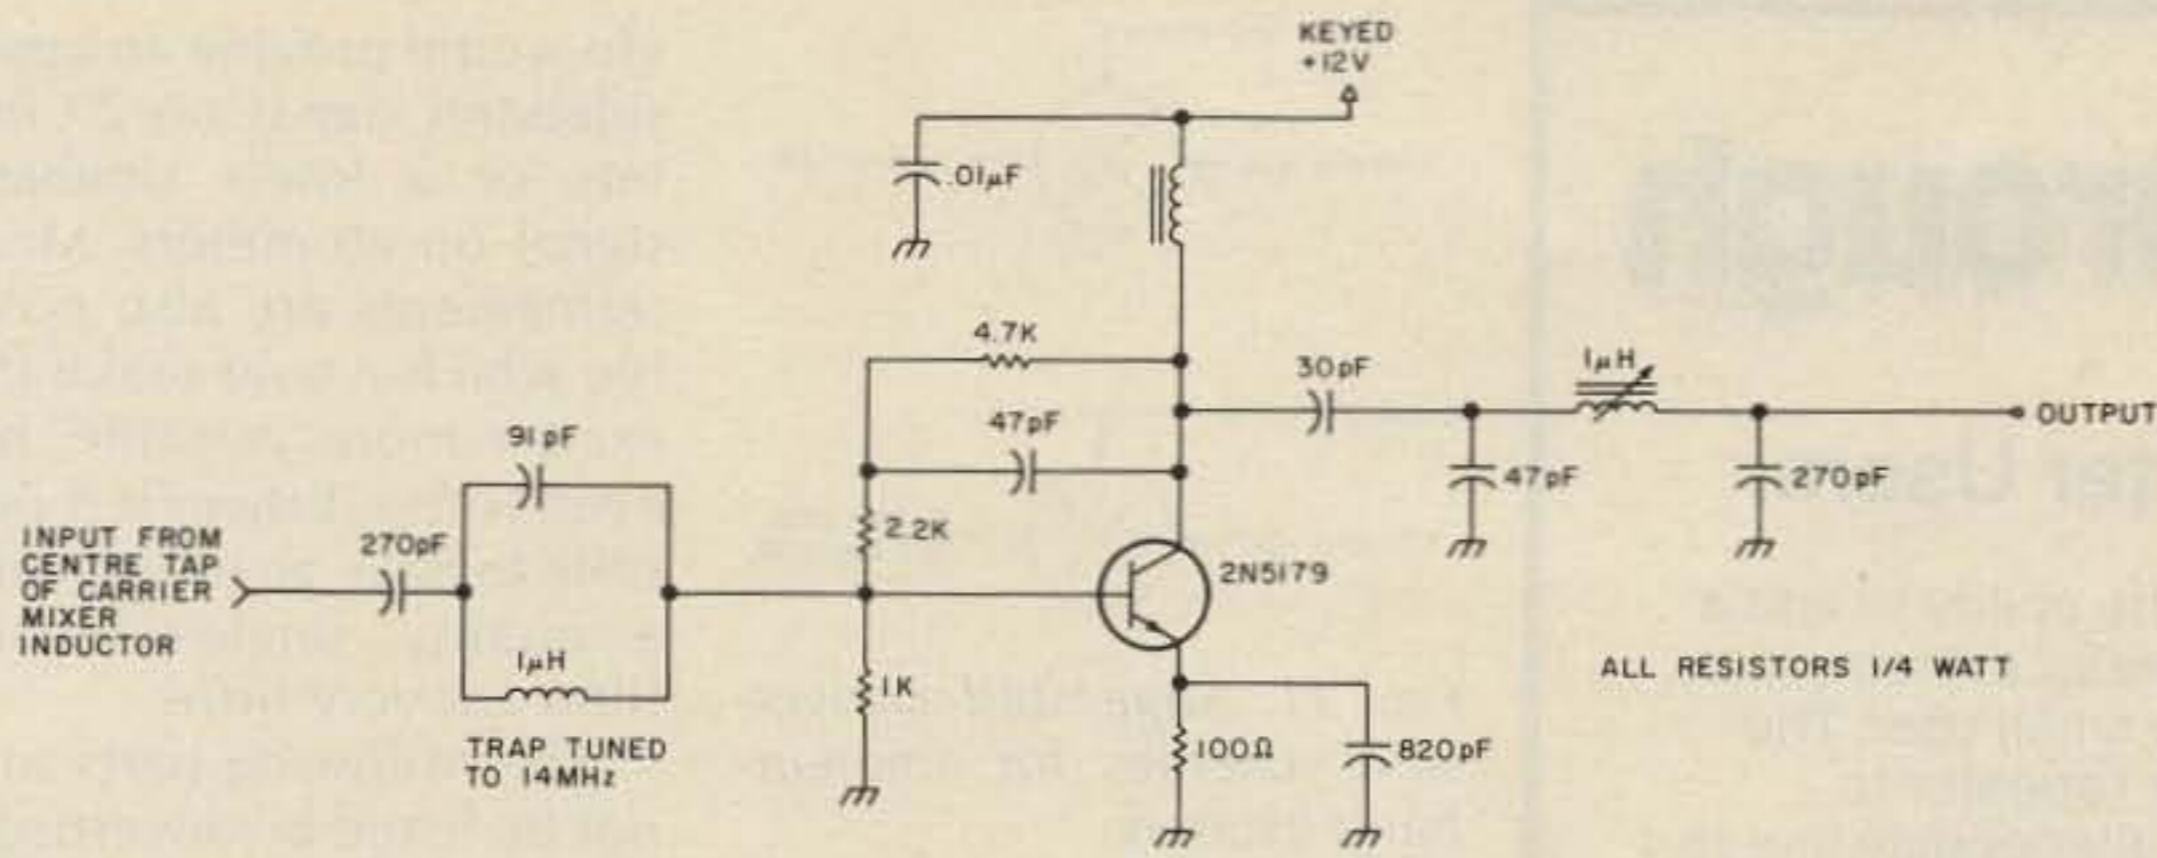 KEYED
+12V
.01µF
4.7K
30pF
1µH
47pF
91pF
OUTPUT
47pF
270pF
INPUT FROM
CENTRE TAP
OF CARRIER
MIXER
INDUCTOR
270pF
2.2K
2N5179
1µH
1K
ALL RESISTORS 1/4 WATT
TRAP TUNED
TO 14MHz
100Ω
820pF